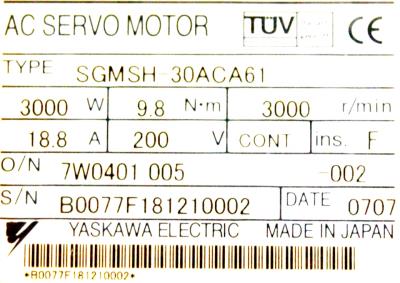 AC SERVO MOTOR TÜV CE
TYPE SGMSH-30ACA61
3000 W 9.8 N·m 3000 r/min
18.8 A 200 V CONT ins. F
O/N 7W0401 005 -002
S/N B0077F181210002 DATE 0707
YASKAWA ELECTRIC MADE IN JAPAN
*B0077F181210002*